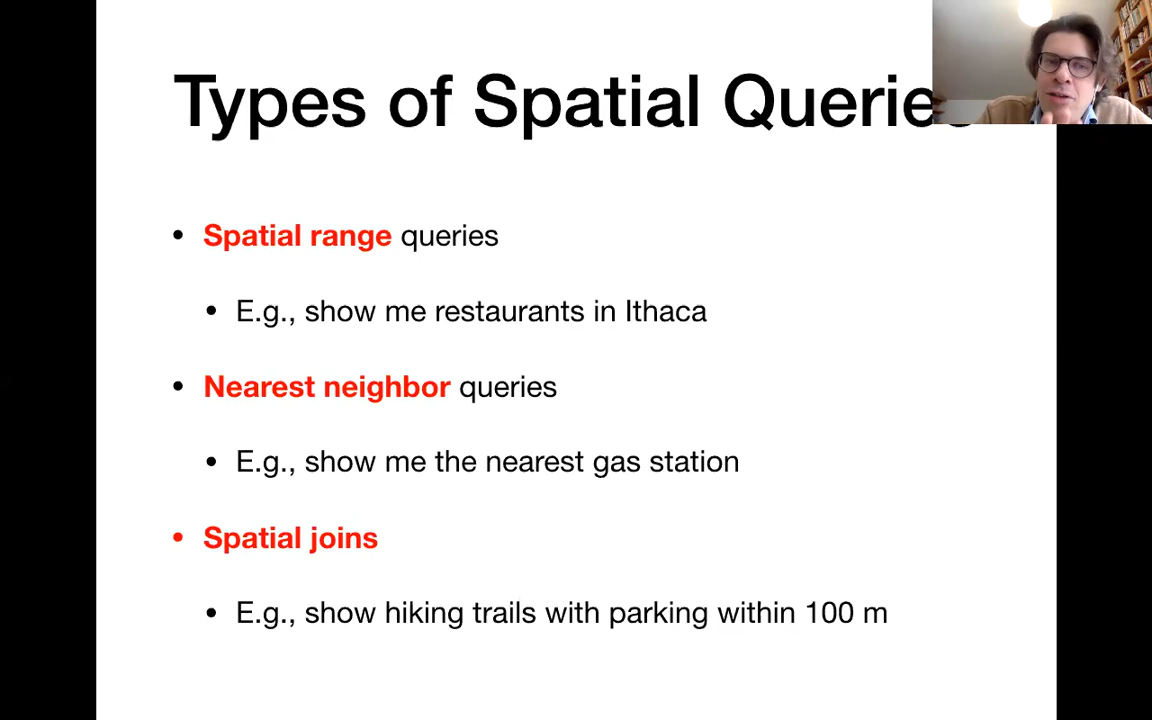 Types of Spatial Querie
• Spatial range queries
• E.g., show me restaurants in Ithaca
• Nearest neighbor queries
• E.g., show me the nearest gas station
• Spatial joins
• E.g., show hiking trails with parking within 100 m